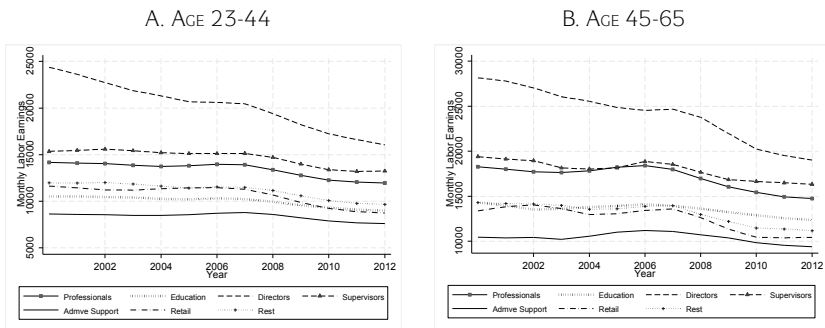 A. AGE 23-44
B. AGE 45-65
Monthly Labor Earnings
25000
20000
15000
10000
5000
2002 2004 2006 2008 2010 2012
Year
Professionals Education Directors Supervisors
Admve Support Retail Rest
Monthly Labor Earnings
30000
25000
20000
15000
10000
2002 2004 2006 2008 2010 2012
Year
Professionals Education Directors Supervisors
Admve Support Retail Rest